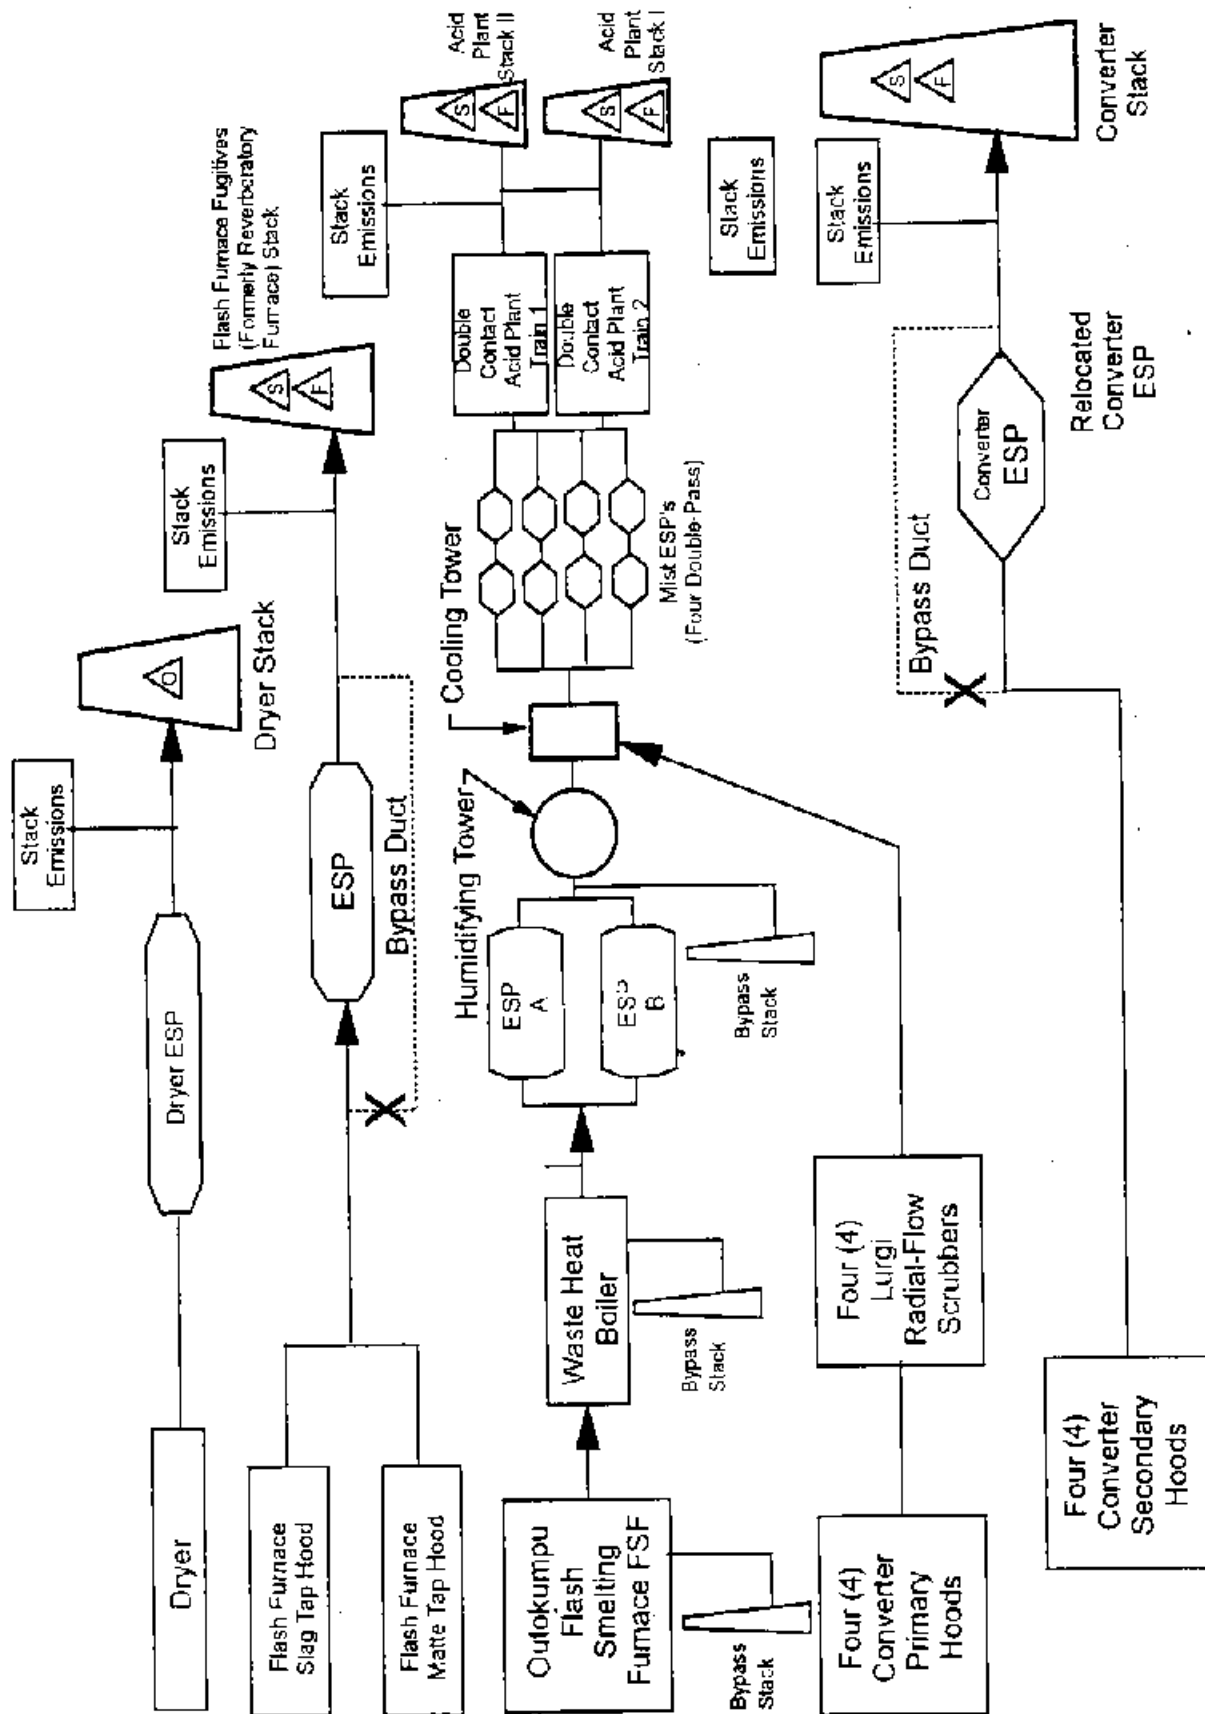 Dryer
Dryer ESP
Stack
Emissions
O
Dryer Stack
Flash Furnace
Slag Tap Hood
Flash Furnace
Matte Tap Hood
ESP
Bypass Duct
Stack
Emissions
S
F
Flash Furnace Fugitives
(Formerly Reverberatory
Furnace) Stack
Outokumpu
Flash
Smelting
Furnace FSF
Bypass
Stack
Waste Heat
Boiler
Bypass
Stack
ESP
A
ESP
B
Bypass
Stack
Humidifying Tower
Cooling Tower
Mist ESP's
(Four Double-Pass)
Double
Contact
Acid Plant
Train 1
Double
Contact
Acid Plant
Train 2
Stack
Emissions
S
F
Acid
Plant
Stack II
S
F
Acid
Plant
Stack I
Stack
Emissions
Four (4)
Converter
Primary
Hoods
Four (4)
Lurgi
Radial-Flow
Scrubbers
Four (4)
Converter
Secondary
Hoods
Bypass Duct
Converter
ESP
Relocated
Converter
ESP
Stack
Emissions
S
F
Converter
Stack